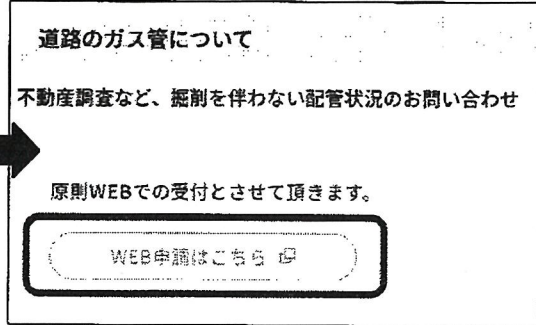 道路のガス管について
不動産調査など、掘削を伴わない配管状況のお問い合わせ
原則WEBでの受付とさせて頂きます。
WEB申請はこちら